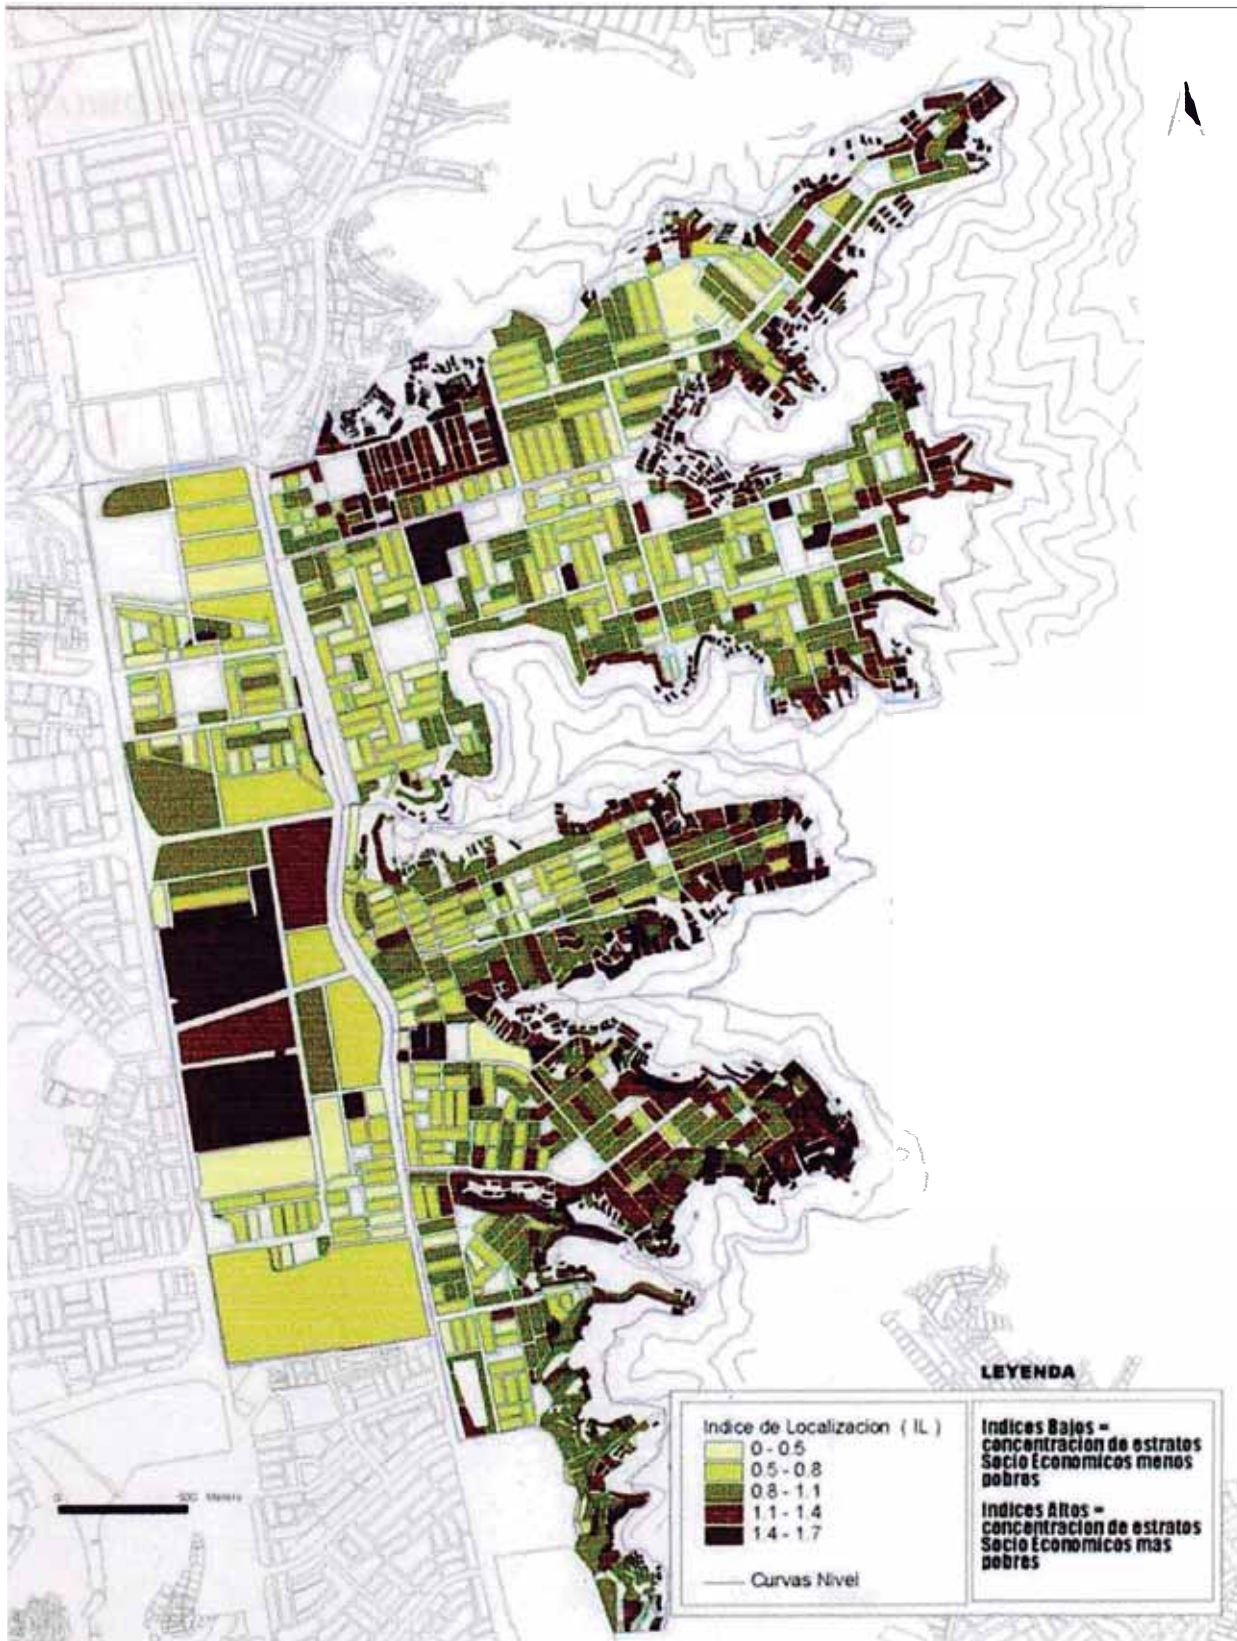 LEYENDA
Indice de Localizacion ( IL )
0 - 0.5
0.5 - 0.8
0.8 - 1.1
1.1 - 1.4
1.4 - 1.7
Curvas Nivel
Indices Bajos =
concentracion de estratos
Socio Economicos menos
pobres
Indices Altos =
concentracion de estratos
Socio Economicos mas
pobres
0
Meters